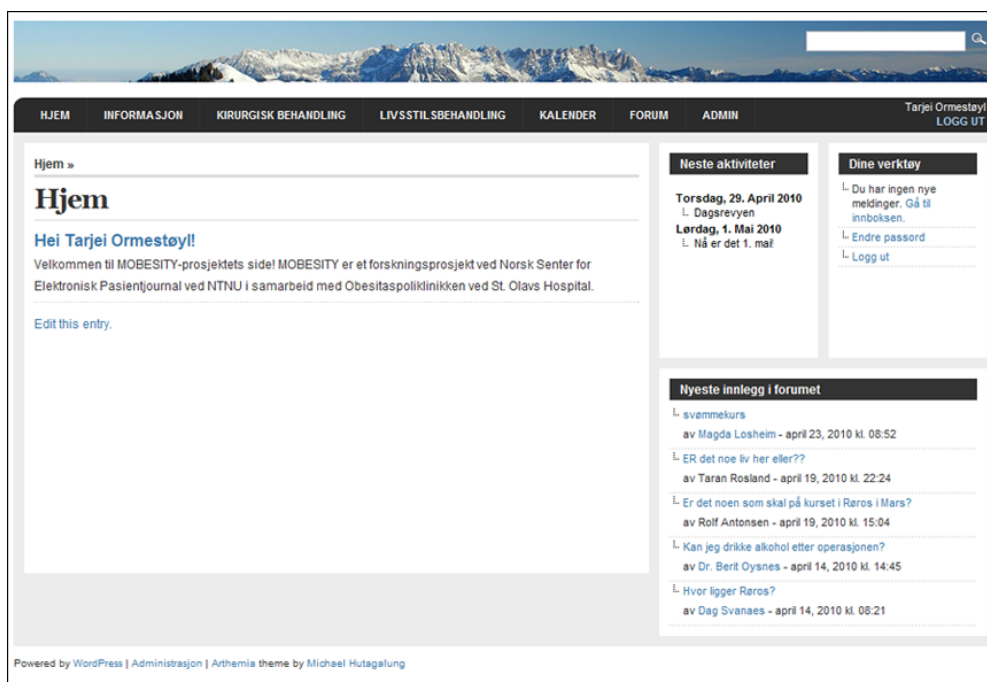 HJEM INFORMASJON KIRURGISK BEHANDLING LIVSSTILSBEHANDLING KALENDER FORUM ADMIN
Tarjei Ormestøyl
LOGG UT
Hjem »
Hjem
Hei Tarjei Ormestøyl!
Velkommen til MOBESITY-prosjektets side! MOBESITY er et forskningsprosjekt ved Norsk Senter for
Elektronisk Pasientjournal ved NTNU i samarbeid med Obesitaspoliklinikken ved St. Olavs Hospital.
Edit this entry.
Neste aktiviteter
Torsdag, 29. April 2010
Dagsrevyen
Lørdag, 1. Mai 2010
Nå er det 1. mai!
Dine verktøy
Du har ingen nye
meldinger. Gå til
innboksen.
Endre passord
Logg ut
Nyeste innlegg i forumet
svømmekurs
av Magda Losheim - april 23, 2010 kl. 08:52
ER det noe liv her eller??
av Taran Rosland - april 19, 2010 kl. 22:24
Er det noen som skal på kurset i Røros i Mars?
av Rolf Antonsen - april 19, 2010 kl. 15:04
Kan jeg drikke alkohol etter operasjonen?
av Dr. Berit Oysnes - april 14, 2010 kl. 14:45
Hvor ligger Røros?
av Dag Svanaes - april 14, 2010 kl. 08:21
Powered by WordPress | Administrasjon | Arthemia theme by Michael Hutagalung